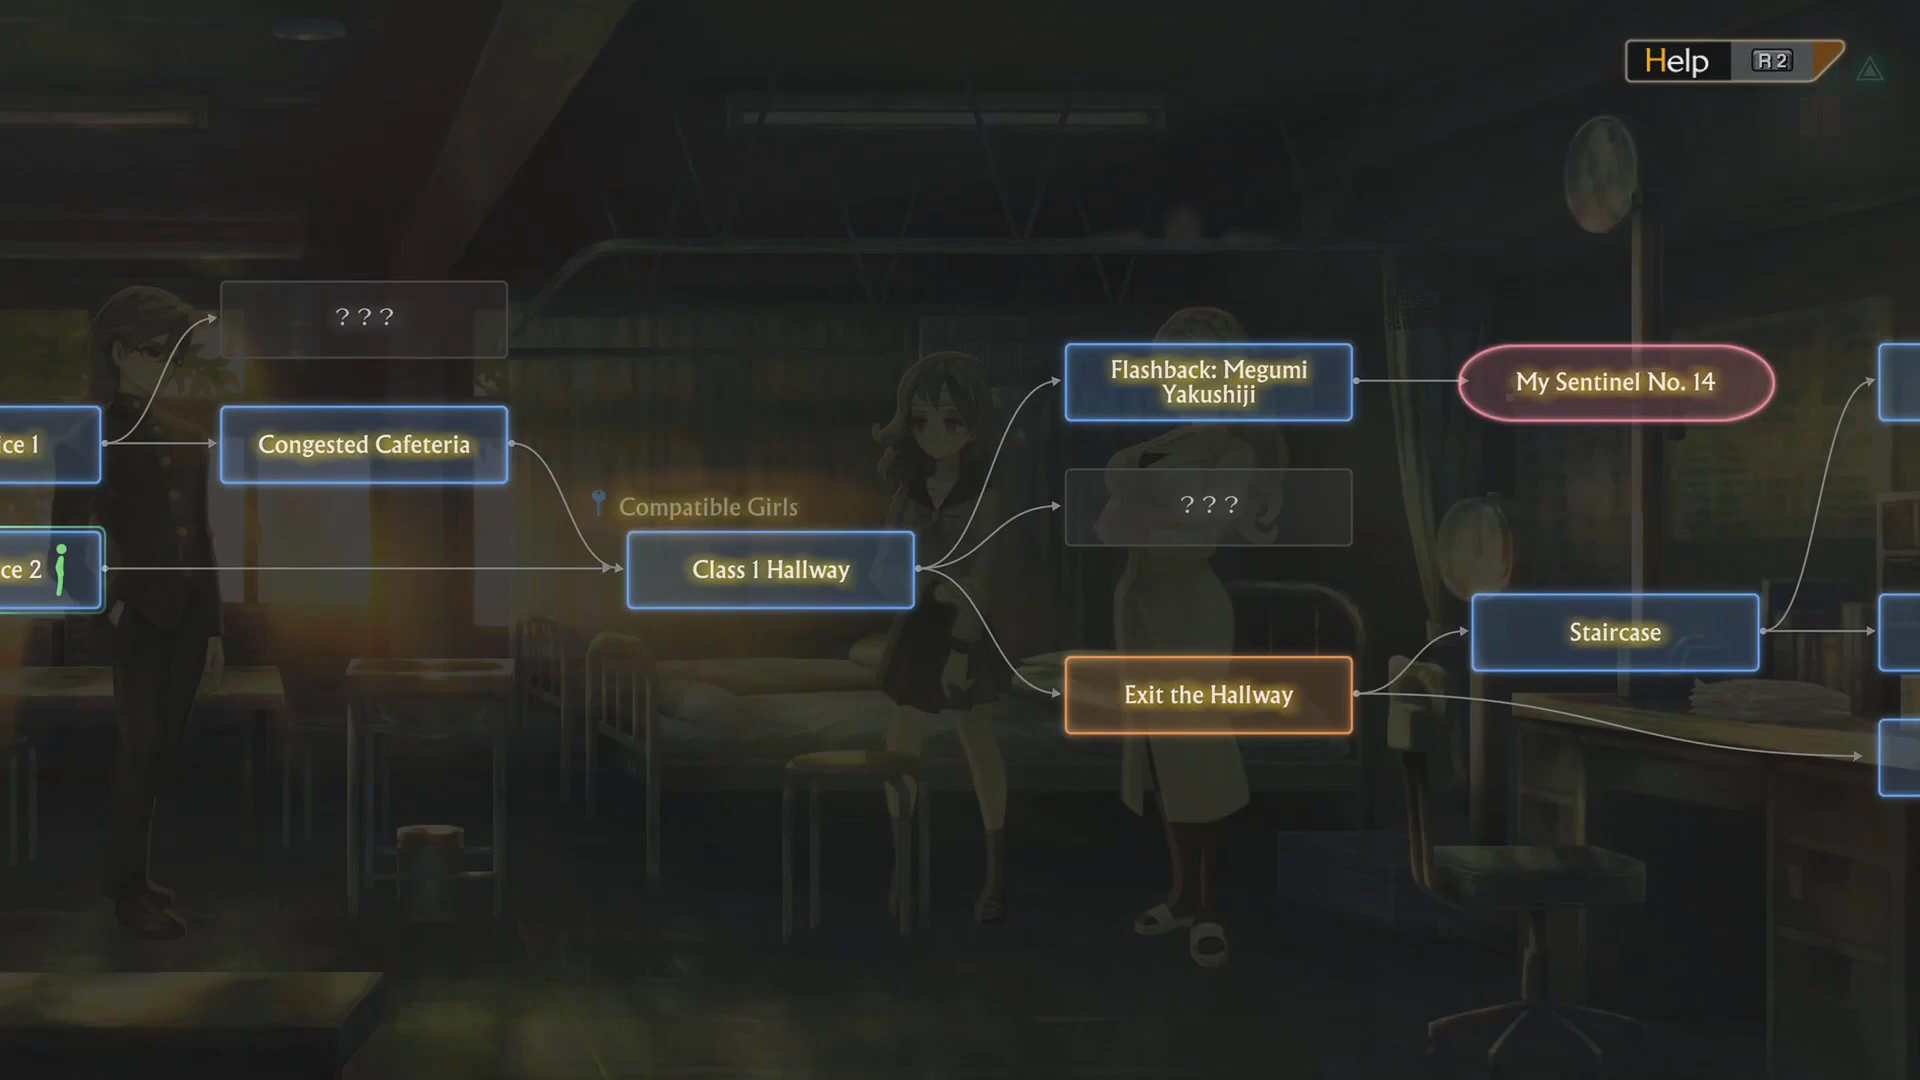 Help R2
? ? ?
ice 1
Congested Cafeteria
Flashback: Megumi
Yakushiji
My Sentinel No. 14
Compatible Girls
? ? ?
ce 2
Class 1 Hallway
Staircase
Exit the Hallway